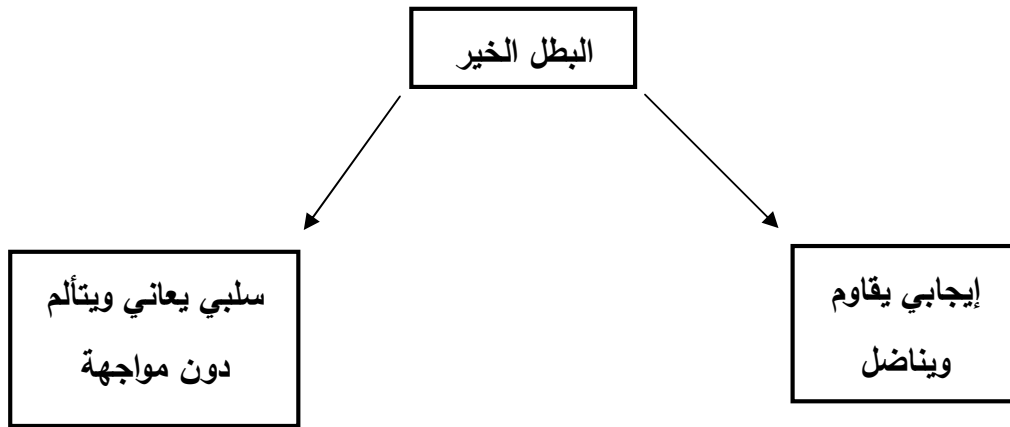 البطل الخير
إيجابي يقاوم
ويناضل
سلبي يعاني ويتألم
دون مواجهة